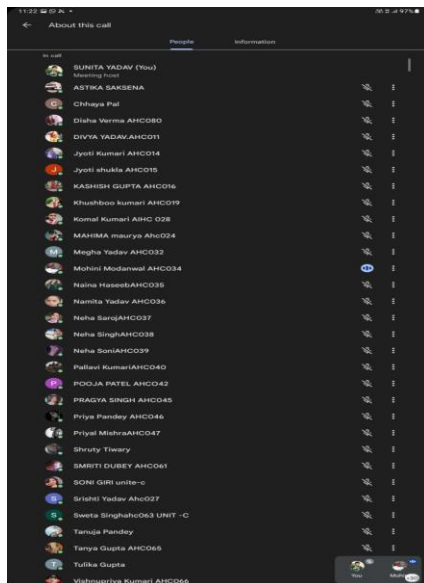 11:22
97%
About this call
People Information
In call
SUNITA YADAV (You)
Meeting host
ASTIKA SAKSENA
C Chhaya Pal
Disha Verma AHC080
DIVYA YADAV.AHC011
Jyoti Kumari AHC014
J Jyoti shukla AHC015
KASHISH GUPTA AHC016
Khushboo kumari AHC019
Komal Kumari AIHC 028
MAHIMA maurya Ahc024
M Megha Yadav AHC032
Mohini Modanwal AHC034
Naina HaseebAHC035
Namita Yadav AHC036
Neha SarojAHC037
Neha SinghAHC038
Neha SoniAHC039
Pallavi KumariAHC040
P POOJA PATEL AHC042
PRAGYA SINGH AHC045
Priya Pandey AHC046
Priyal MishraAHC047
Shruty Tiwary
SMRITI DUBEY AHC061
SONI GIRI unite-c
S Srishti Yadav Ahc027
S Sweta Singhahc063 UNIT -C
Tanuja Pandey
Tanya Gupta AHC065
T Tulika Gupta
Vishnupriya Kumari AHC066
You Mohi